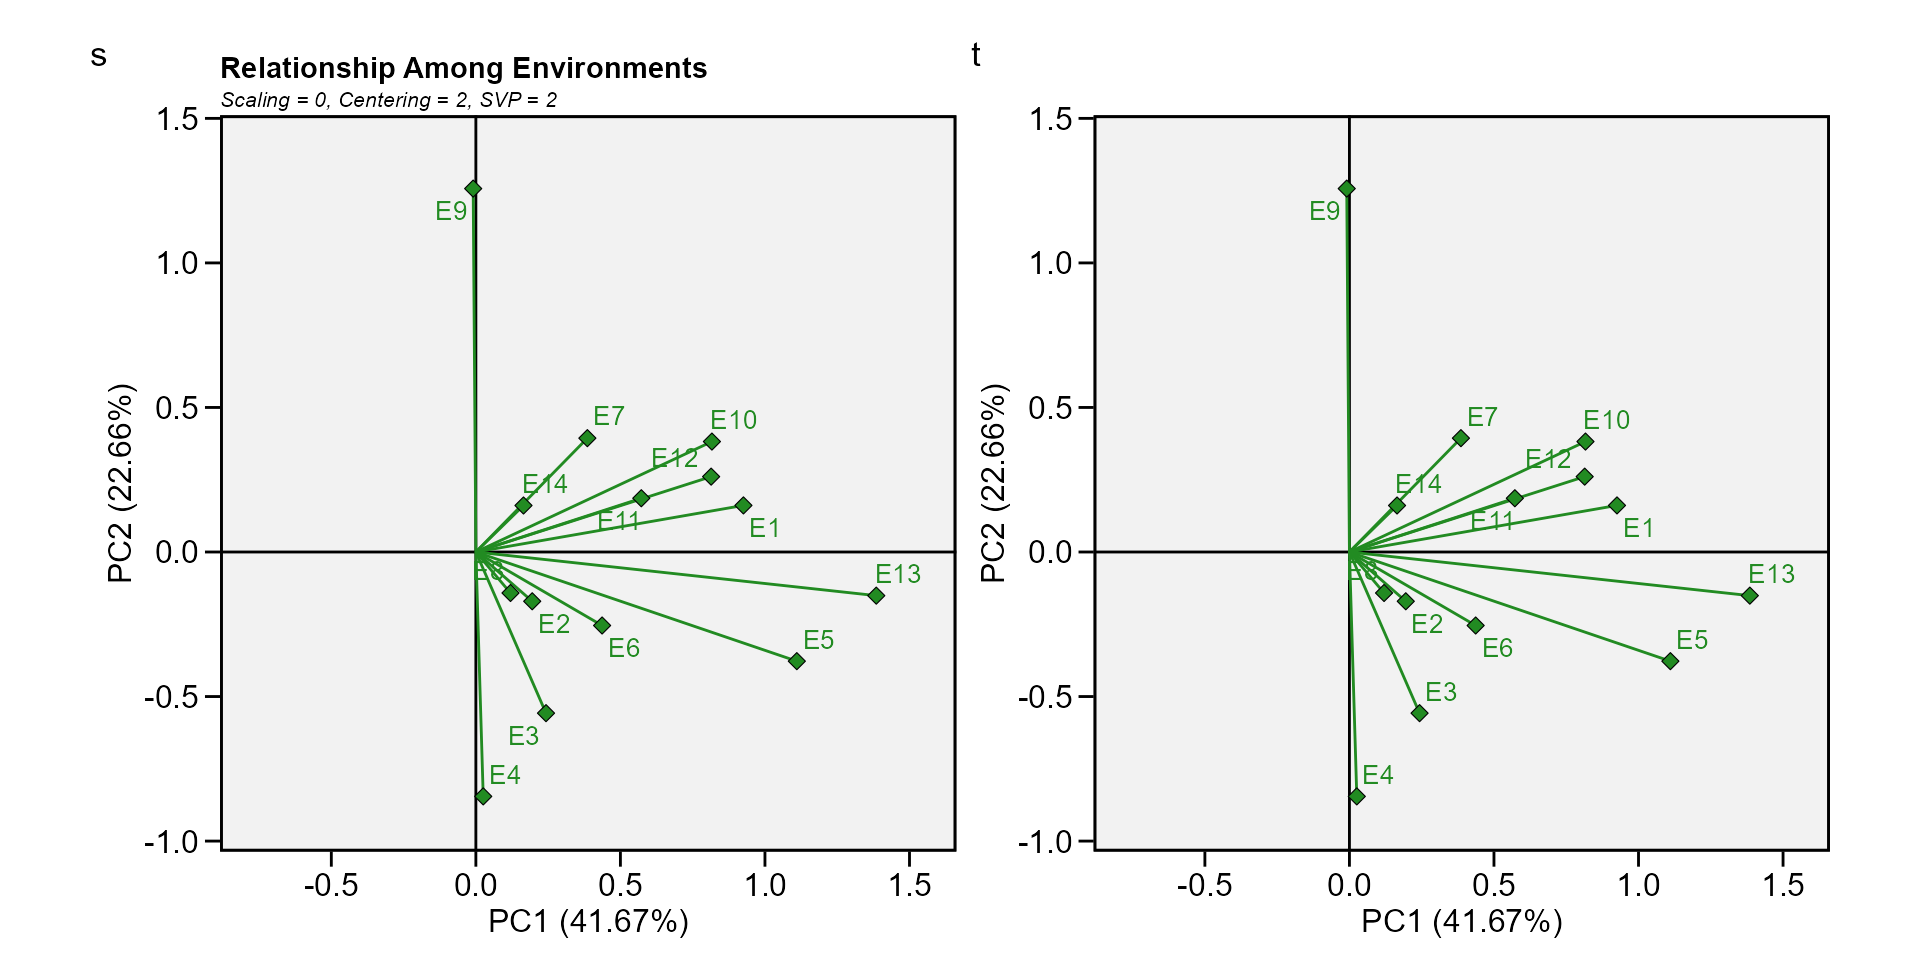 s
Relationship Among Environments
Scaling = 0, Centering = 2, SVP = 2
1.5
1.0
0.5
0.0
-0.5
-1.0
PC2 (22.66%)
E9
E7
E10
E12
E14
E11
E1
E8
E13
E2
E6
E5
E3
E4
-0.5 0.0 0.5 1.0 1.5
PC1 (41.67%)
t
1.5
1.0
0.5
0.0
-0.5
-1.0
PC2 (22.66%)
E9
E7
E10
E12
E14
E11
E1
E8
E13
E2
E6
E5
E3
E4
-0.5 0.0 0.5 1.0 1.5
PC1 (41.67%)